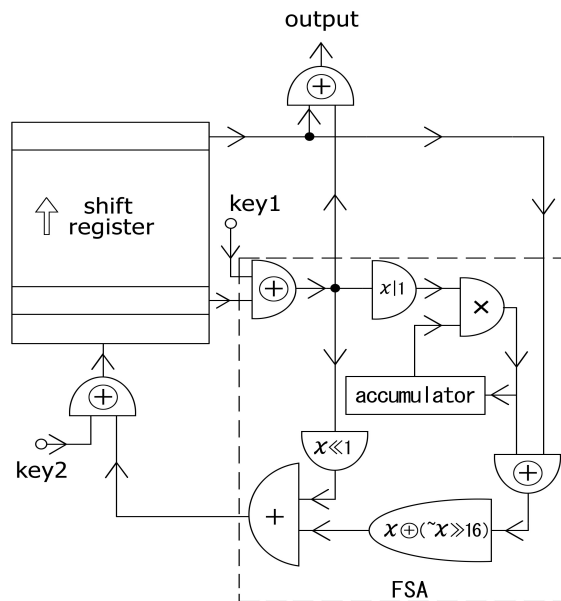 output
⊕
shift
register
key1
⊕
x|1
×
accumulator
⊕
key2
x≪1
⊕
+
x⊕(~x≫16)
FSA